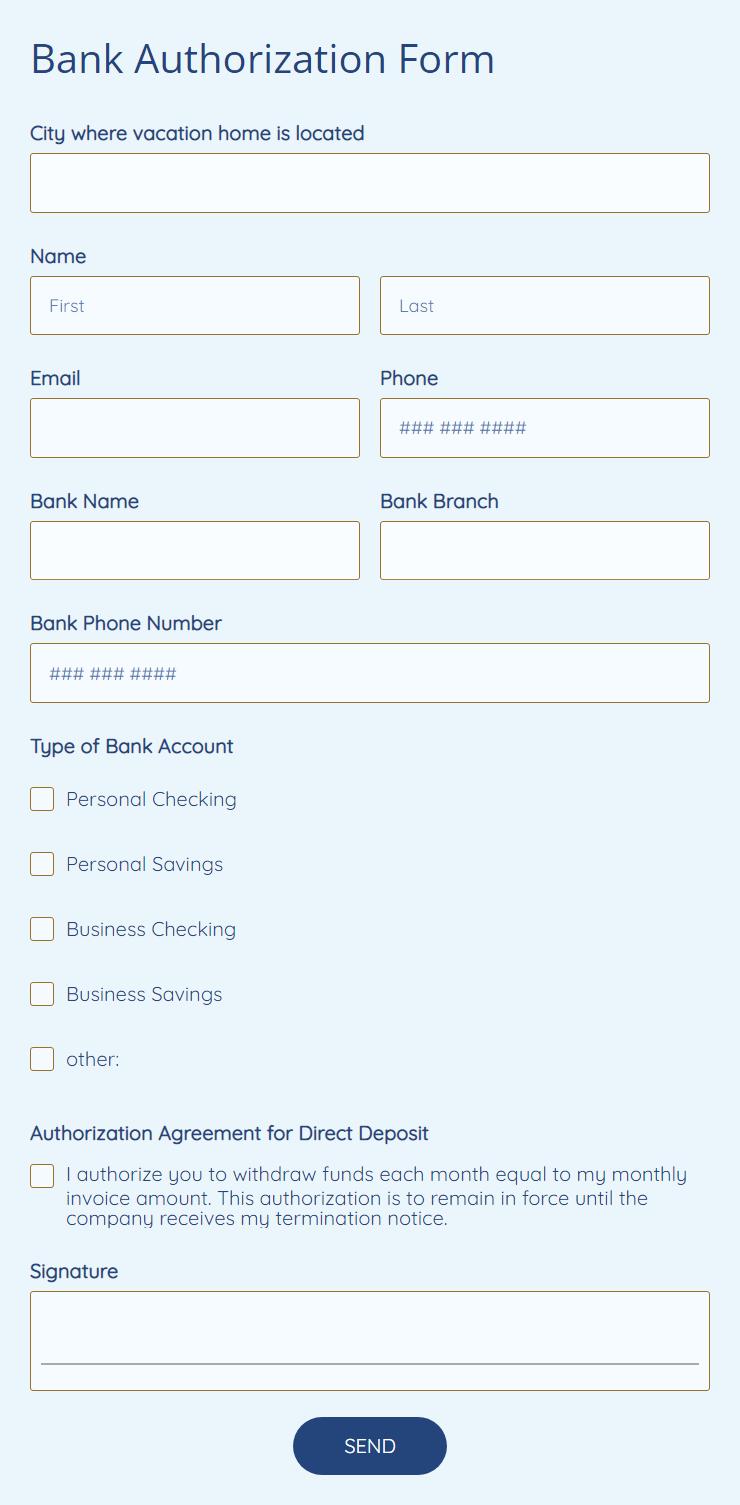 Bank Authorization Form
City where vacation home is located
Name
First
Last
Email
Phone
### ### ####
Bank Name
Bank Branch
Bank Phone Number
### ### ####
Type of Bank Account
Personal Checking
Personal Savings
Business Checking
Business Savings
other:
Authorization Agreement for Direct Deposit
I authorize you to withdraw funds each month equal to my monthly
invoice amount. This authorization is to remain in force until the
company receives my termination notice.
Signature
SEND